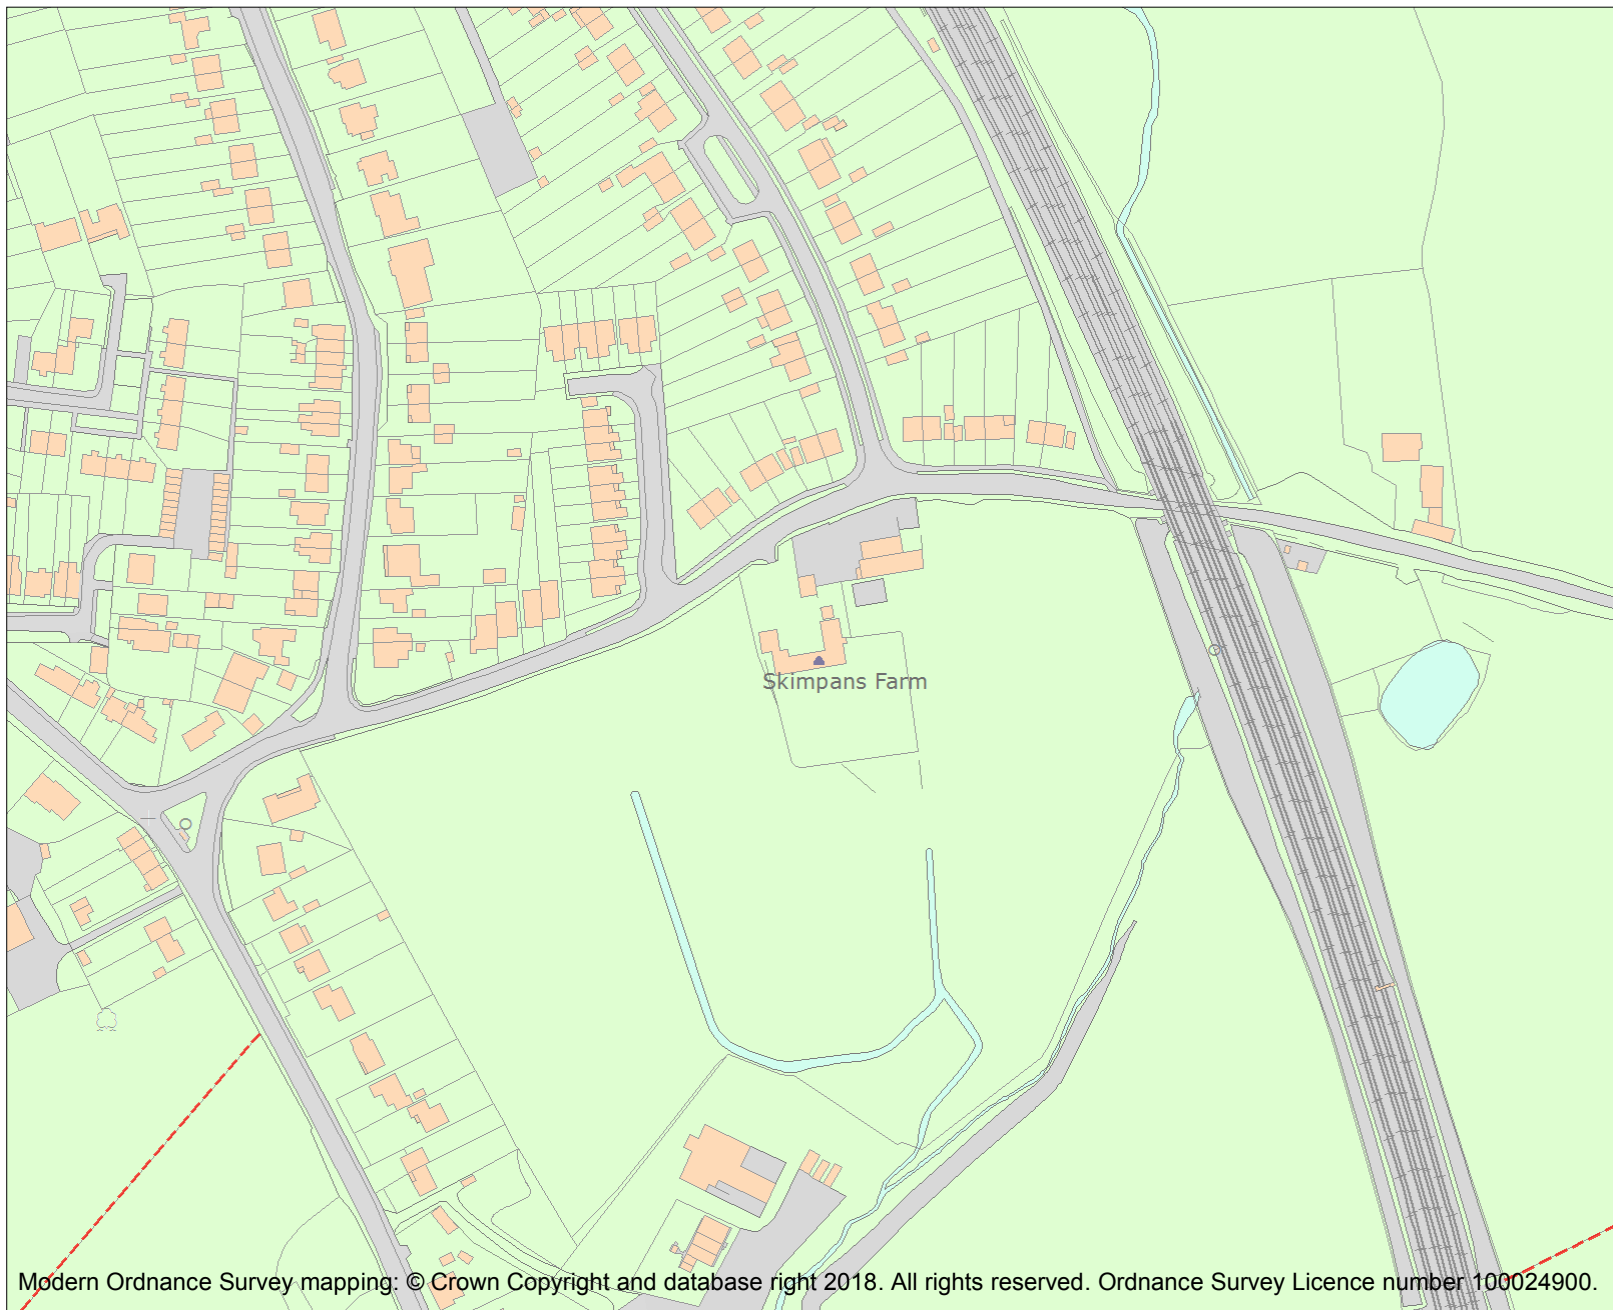 Skimpans Farm
Modern Ordnance Survey mapping: © Crown Copyright and database right 2018. All rights reserved. Ordnance Survey Licence number 100024900.